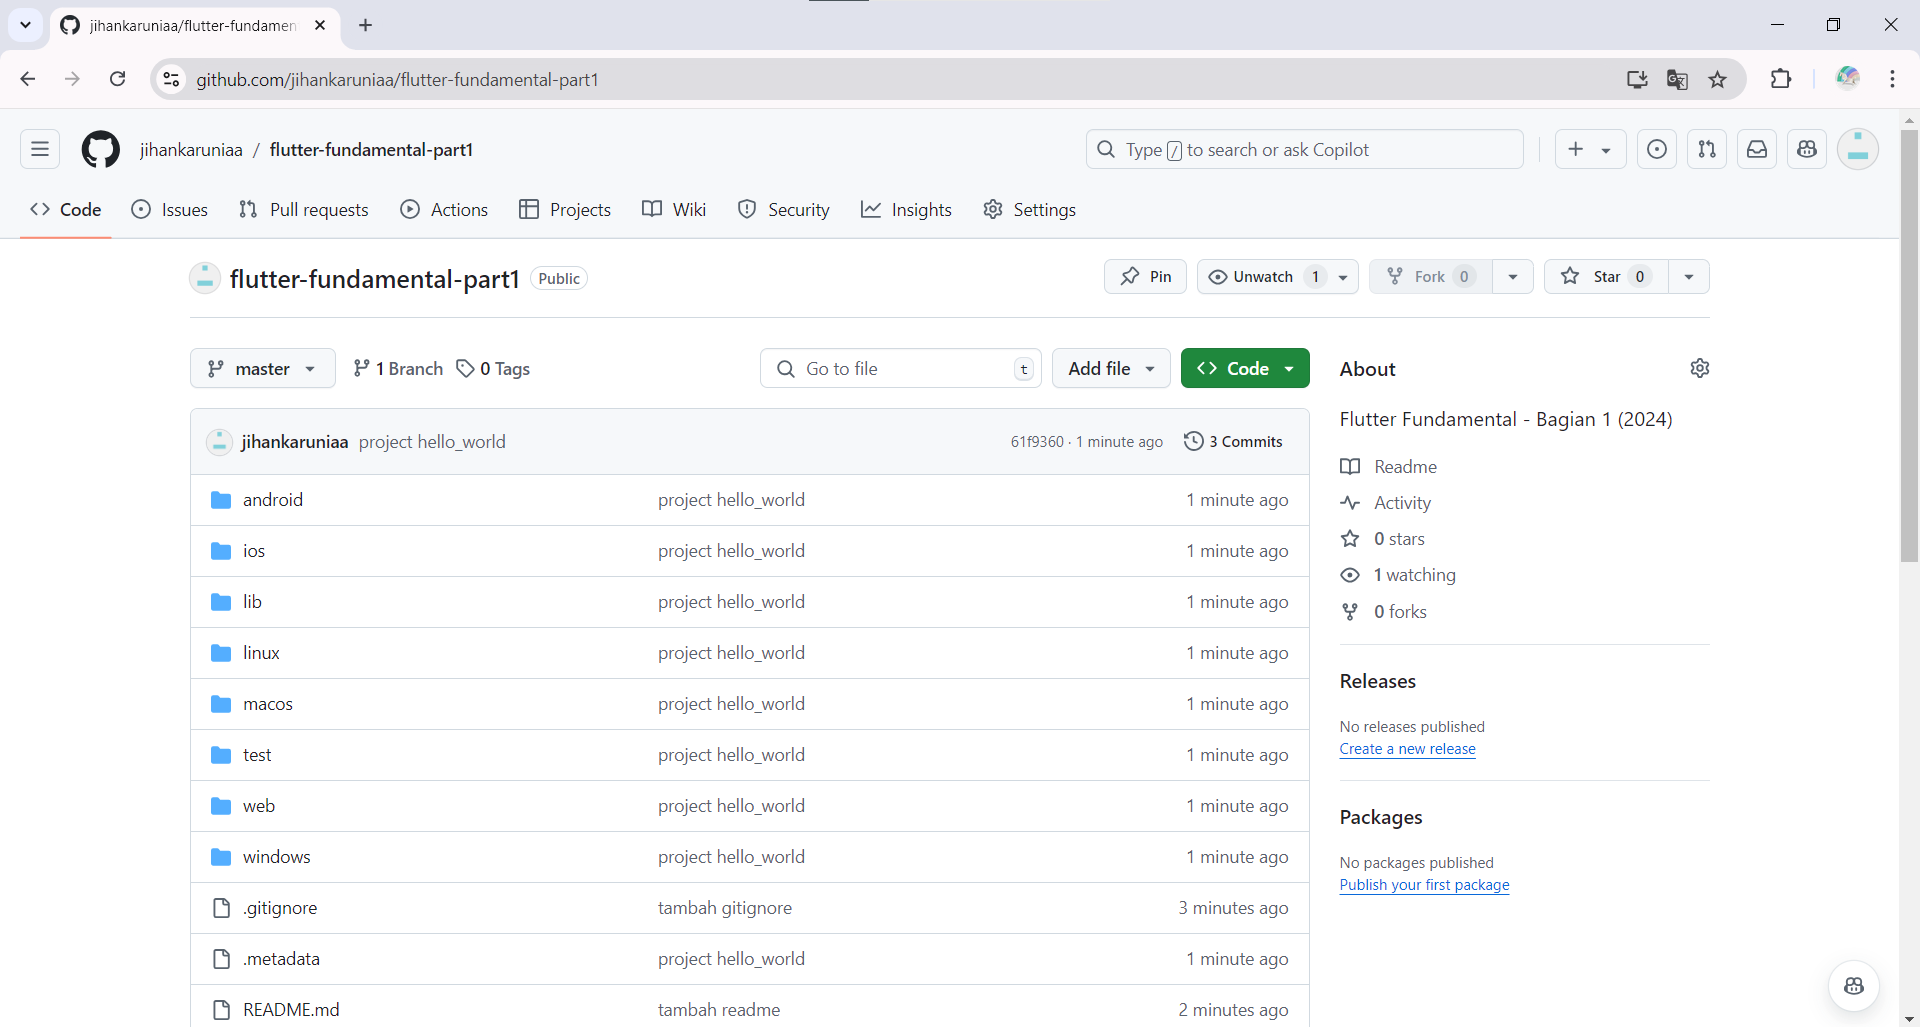 jihankaruniaa/flutter-fundamen
github.com/jihankaruniaa/flutter-fundamental-part1
jihankaruniaa / flutter-fundamental-part1
Type / to search or ask Copilot
Code Issues Pull requests Actions Projects Wiki Security Insights Settings
flutter-fundamental-part1 Public
Pin Unwatch 1 Fork 0 Star 0
master 1 Branch 0 Tags Go to file t Add file Code
jihankaruniaa project hello_world 61f9360 · 1 minute ago 3 Commits
android project hello_world 1 minute ago
ios project hello_world 1 minute ago
lib project hello_world 1 minute ago
linux project hello_world 1 minute ago
macos project hello_world 1 minute ago
test project hello_world 1 minute ago
web project hello_world 1 minute ago
windows project hello_world 1 minute ago
.gitignore tambah gitignore 3 minutes ago
.metadata project hello_world 1 minute ago
README.md tambah readme 2 minutes ago
About
Flutter Fundamental - Bagian 1 (2024)
Readme
Activity
0 stars
1 watching
0 forks
Releases
No releases published
Create a new release
Packages
No packages published
Publish your first package